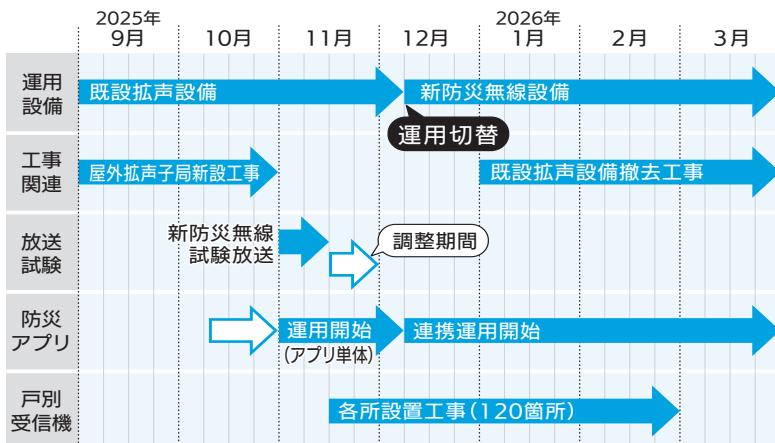 2025年
9月
10月
11月
12月
2026年
1月
2月
3月
運用
設備
既設拡声設備
新防災無線設備
運用切替
工事
関連
屋外拡声子局新設工事
既設拡声設備撤去工事
放送
試験
新防災無線
試験放送
調整期間
防災
アプリ
運用開始
(アプリ単体)
連携運用開始
戸別
受信機
各所設置工事(120箇所)